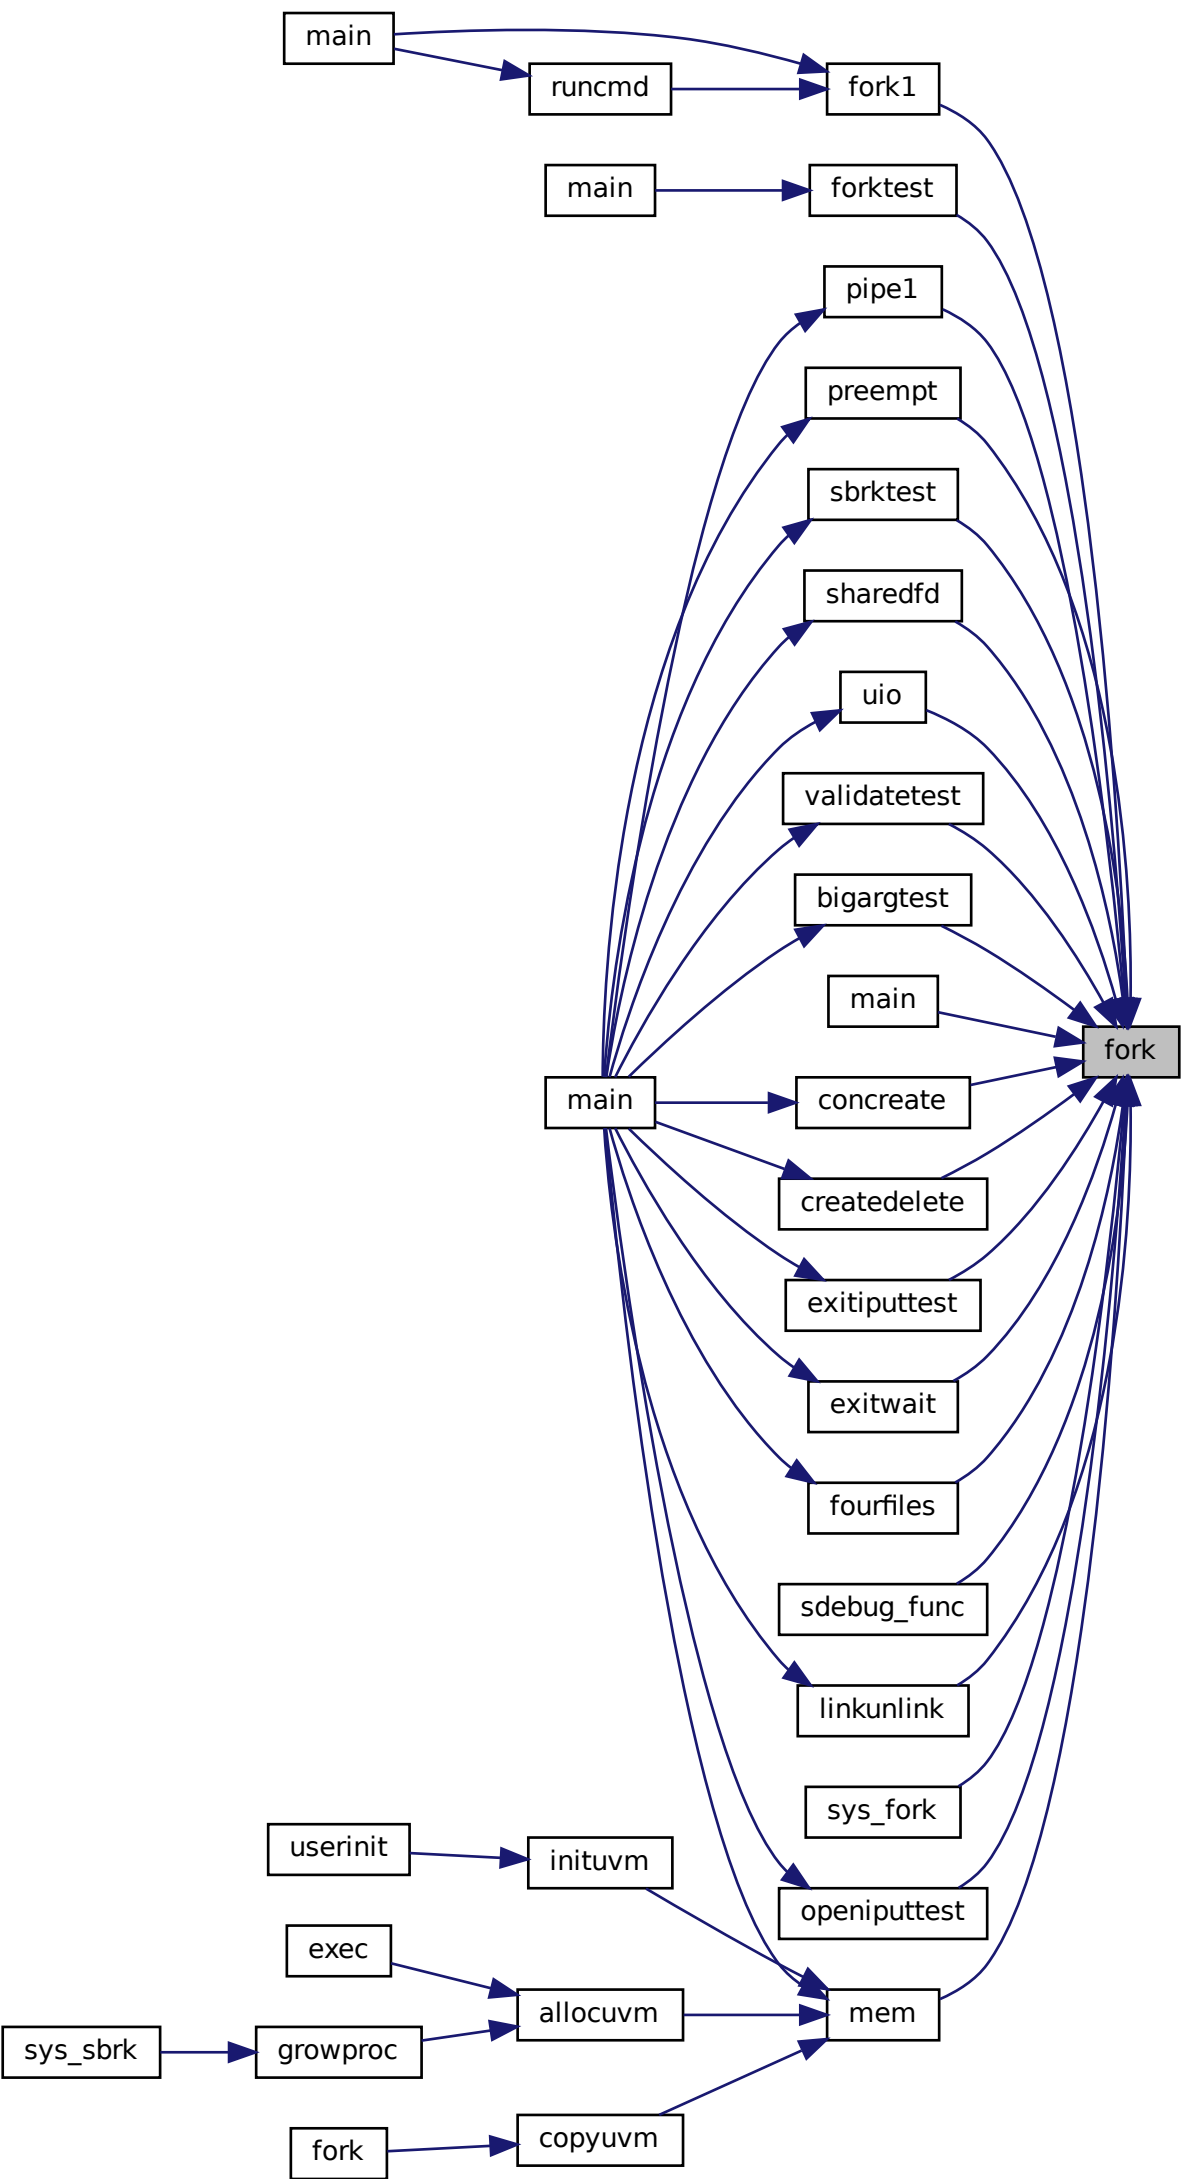 main
runcmd
fork1
main
forktest
pipe1
preempt
sbrktest
sharedfd
uio
validatetest
bigargtest
main
fork
main
concreate
createdelete
exitiputtest
exitwait
fourfiles
sdebug_func
linkunlink
sys_fork
userinit
inituvm
openiputtest
exec
allocuvm
mem
sys_sbrk
growproc
fork
copyuvm